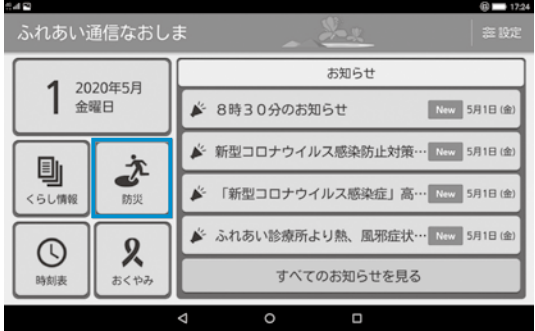 17:24
ふれあい通信なおしま
設定
1
2020年5月
金曜日
お知らせ
8時30分のお知らせ New 5月1日(金)
新型コロナウイルス感染防止対策… New 5月1日(金)
「新型コロナウイルス感染症」高… New 5月1日(金)
ふれあい診療所より熱、風邪症状… New 5月1日(金)
すべてのお知らせを見る
くらし情報
防災
時刻表
おくやみ